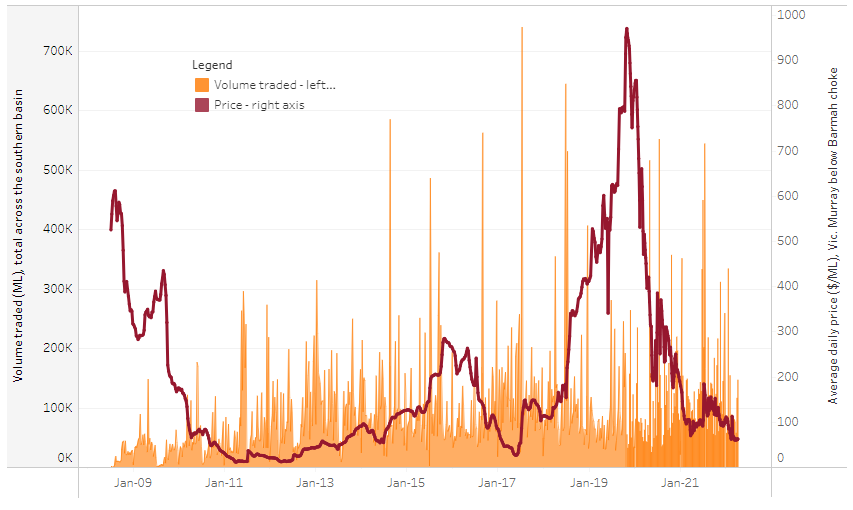 Legend
Volume traded - left...
Price - right axis
Volume traded (ML), total across the southern basin
700K
600K
500K
400K
300K
200K
100K
0K
1000
900
800
700
600
500
400
300
200
100
0
Average daily price ($/ML), Vic. Murray below Barmah choke
Jan-09
Jan-11
Jan-13
Jan-15
Jan-17
Jan-19
Jan-21